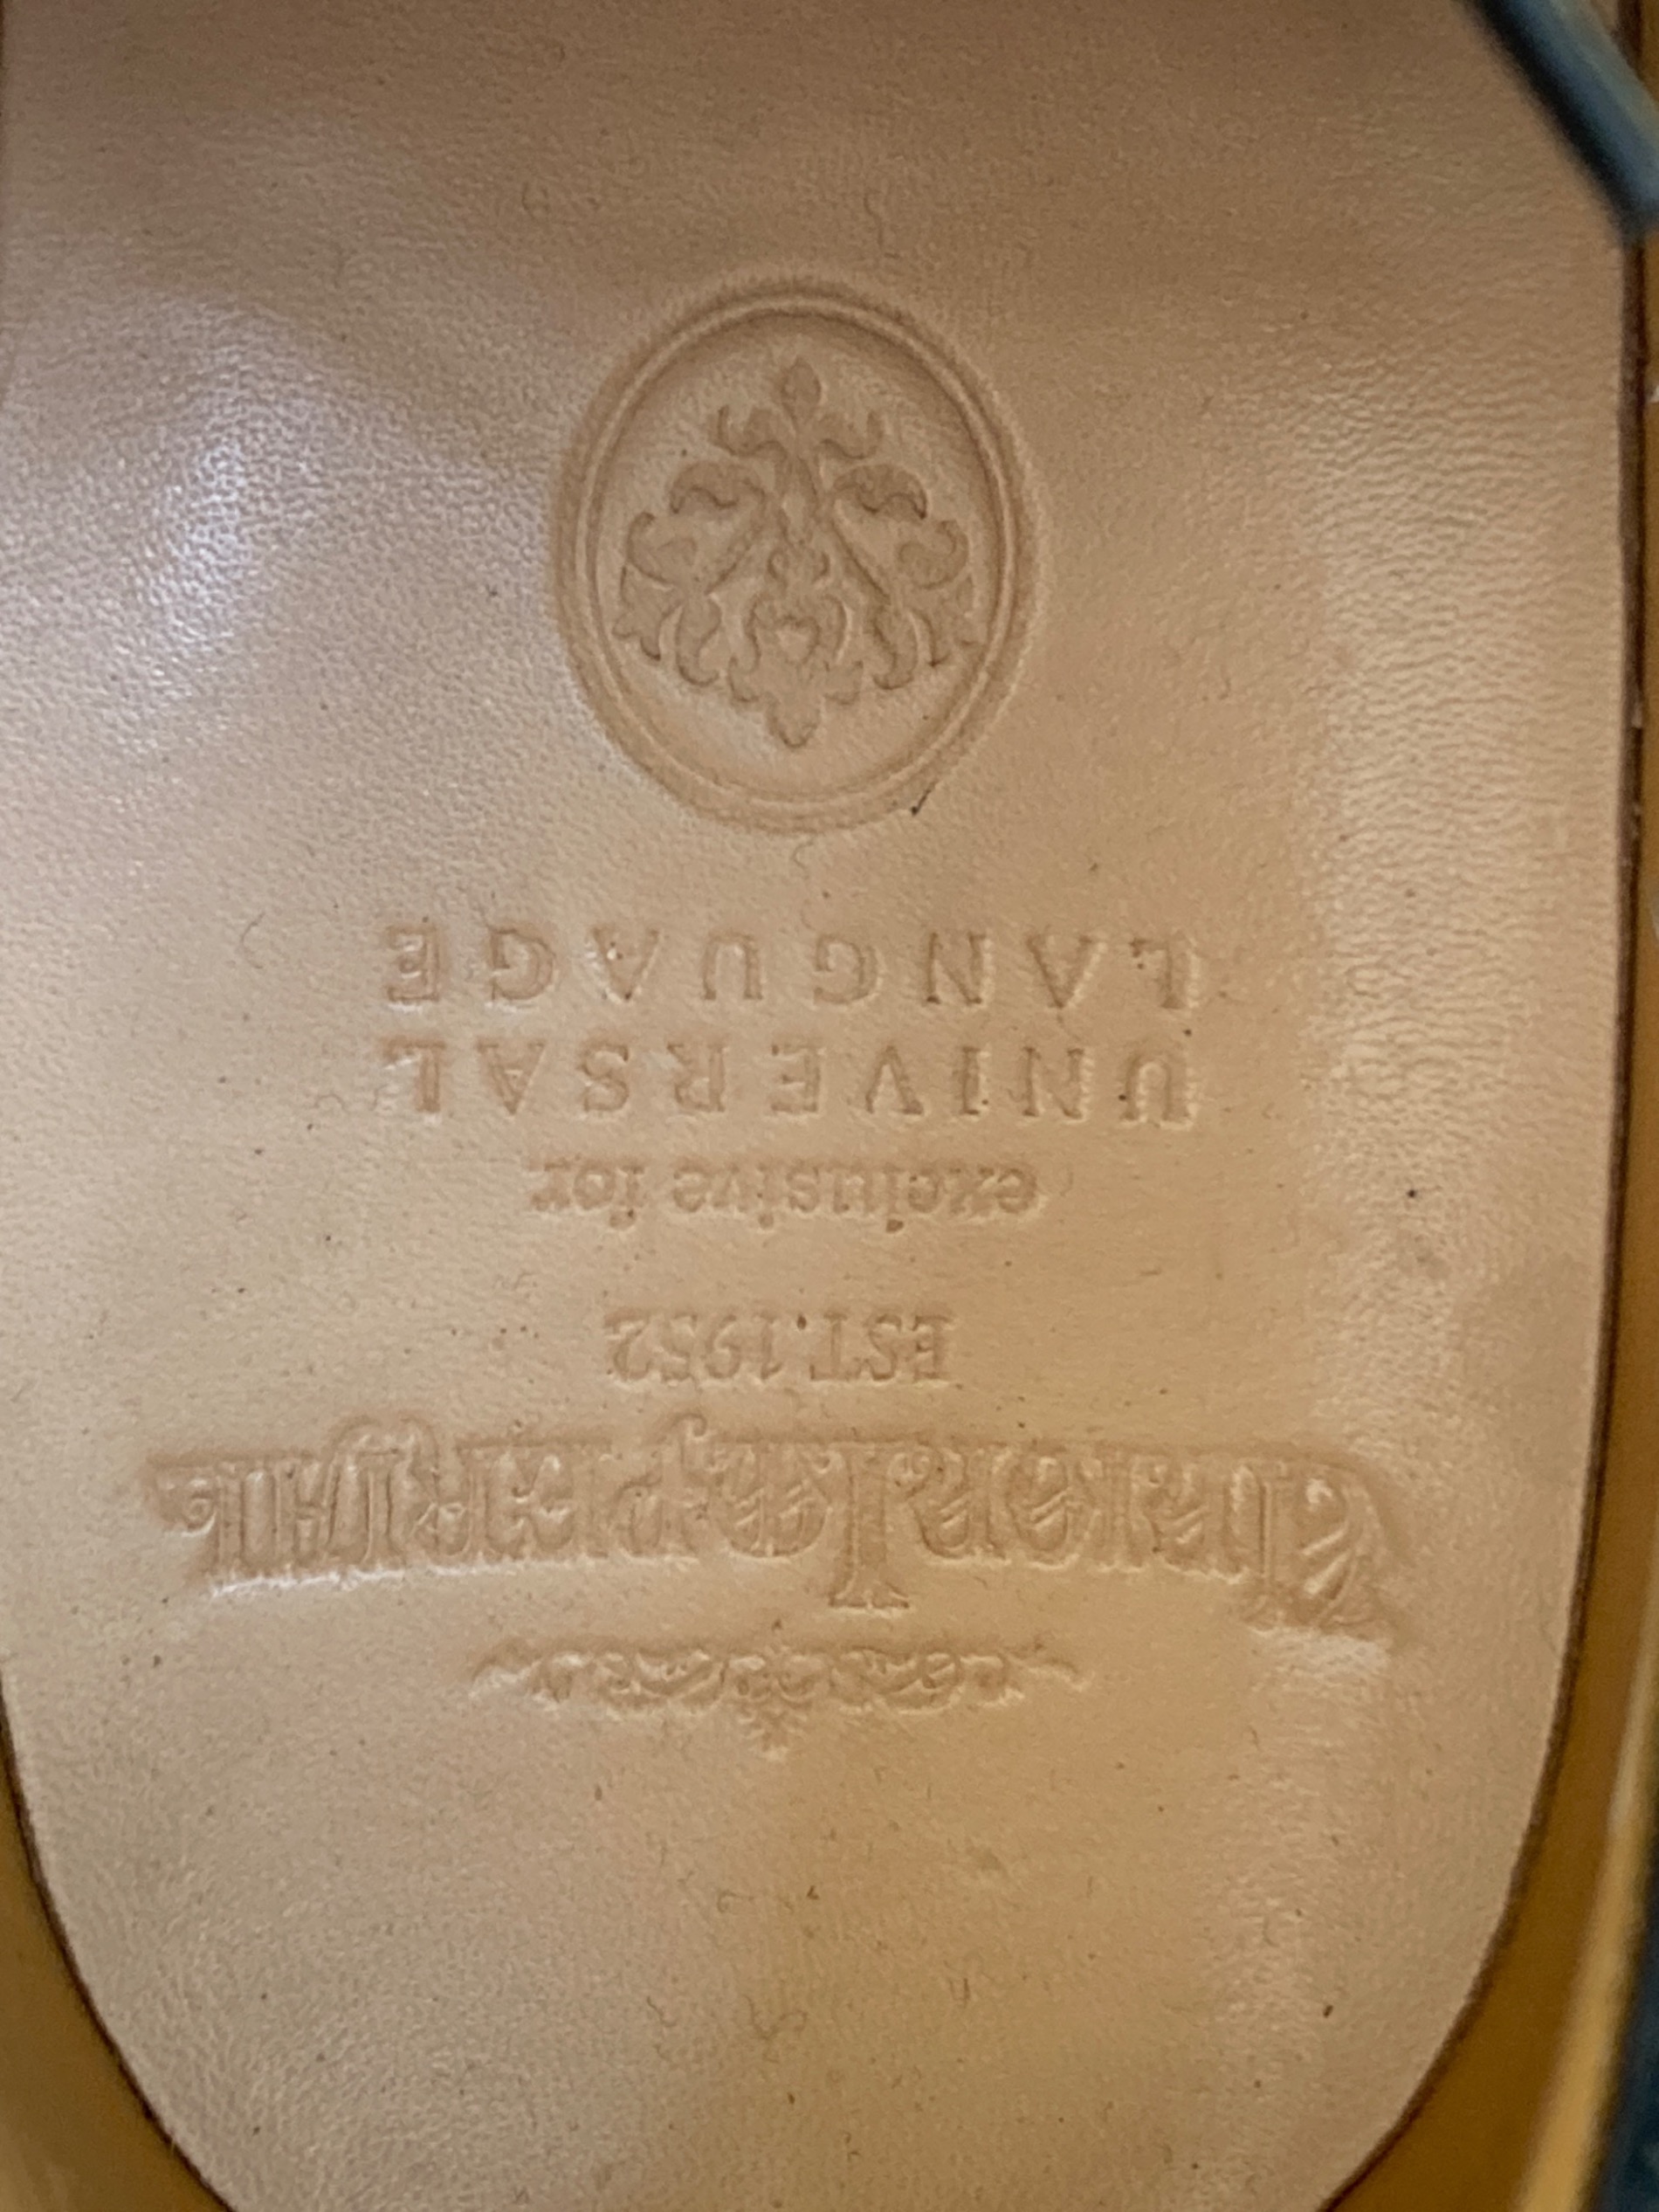 EST.1952
exclusive for
UNIVERSAL
LANGUAGE